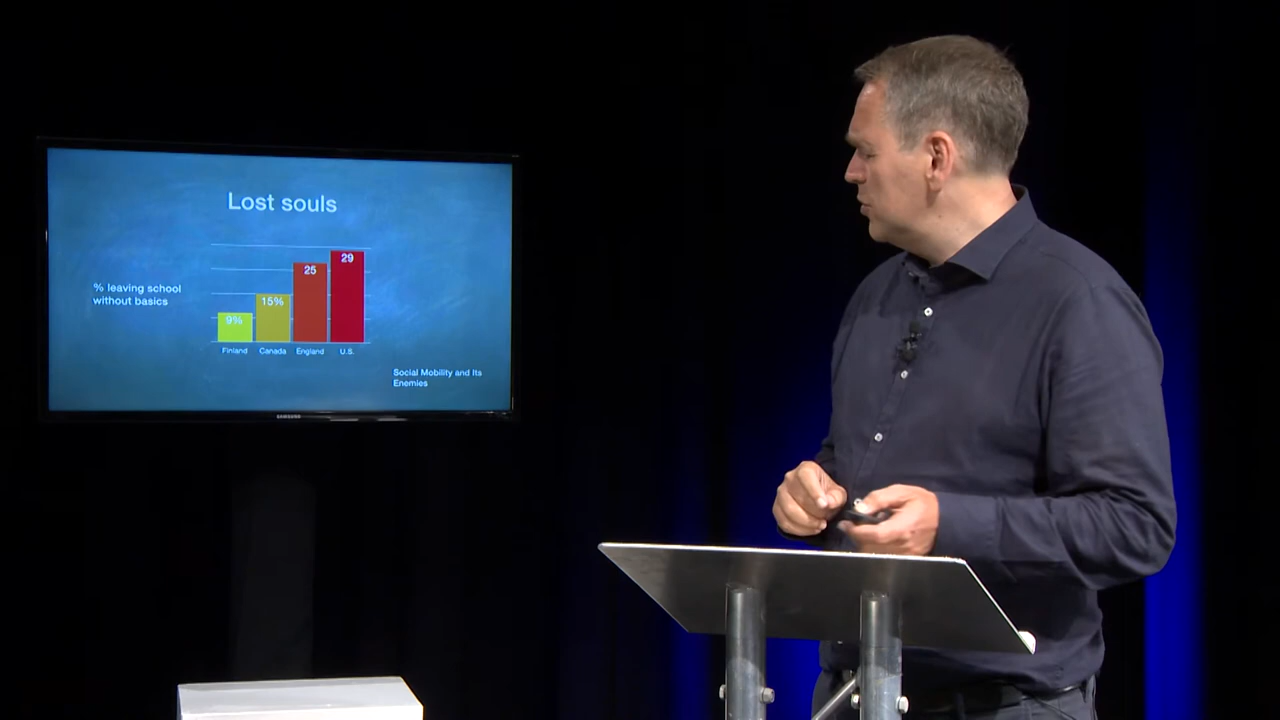 Lost souls
% leaving school
without basics
9%
15%
25
29
Finland
Canada
England
U.S.
Social Mobility and Its
Enemies
SAMSUNG